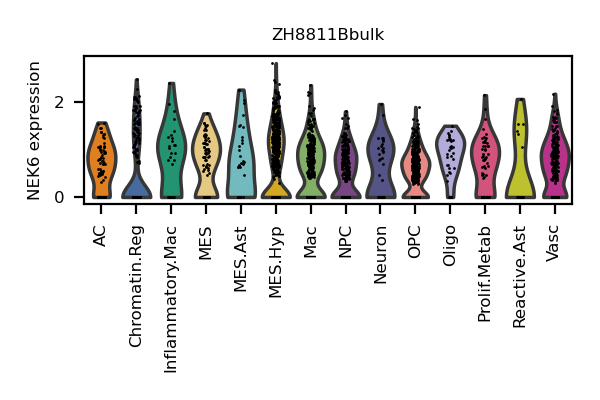 ZH8811Bbulk
NEK6 expression
2
0
AC
Chromatin.Reg
Inflammatory.Mac
MES
MES.Ast
MES.Hyp
Mac
NPC
Neuron
OPC
Oligo
Prolif.Metab
Reactive.Ast
Vasc